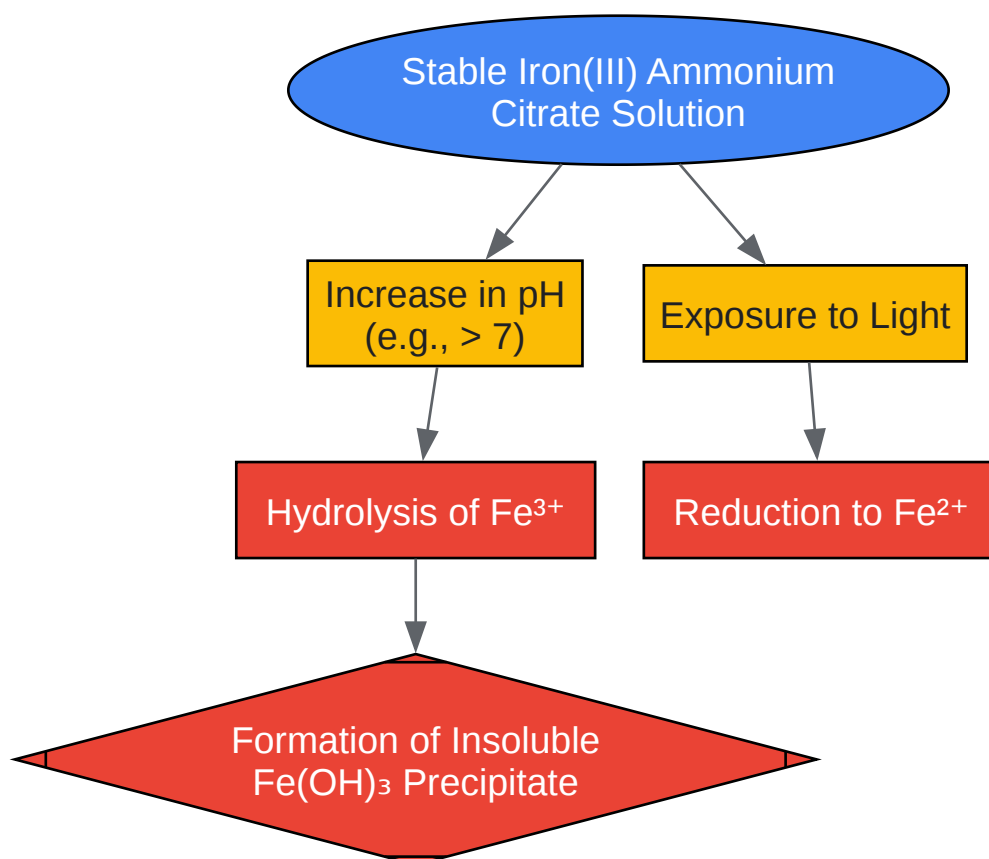 Stable Iron(III) Ammonium
Citrate Solution
Increase in pH
(e.g., > 7)
Exposure to Light
Hydrolysis of Fe³⁺
Reduction to Fe²⁺
Formation of Insoluble
Fe(OH)₃ Precipitate